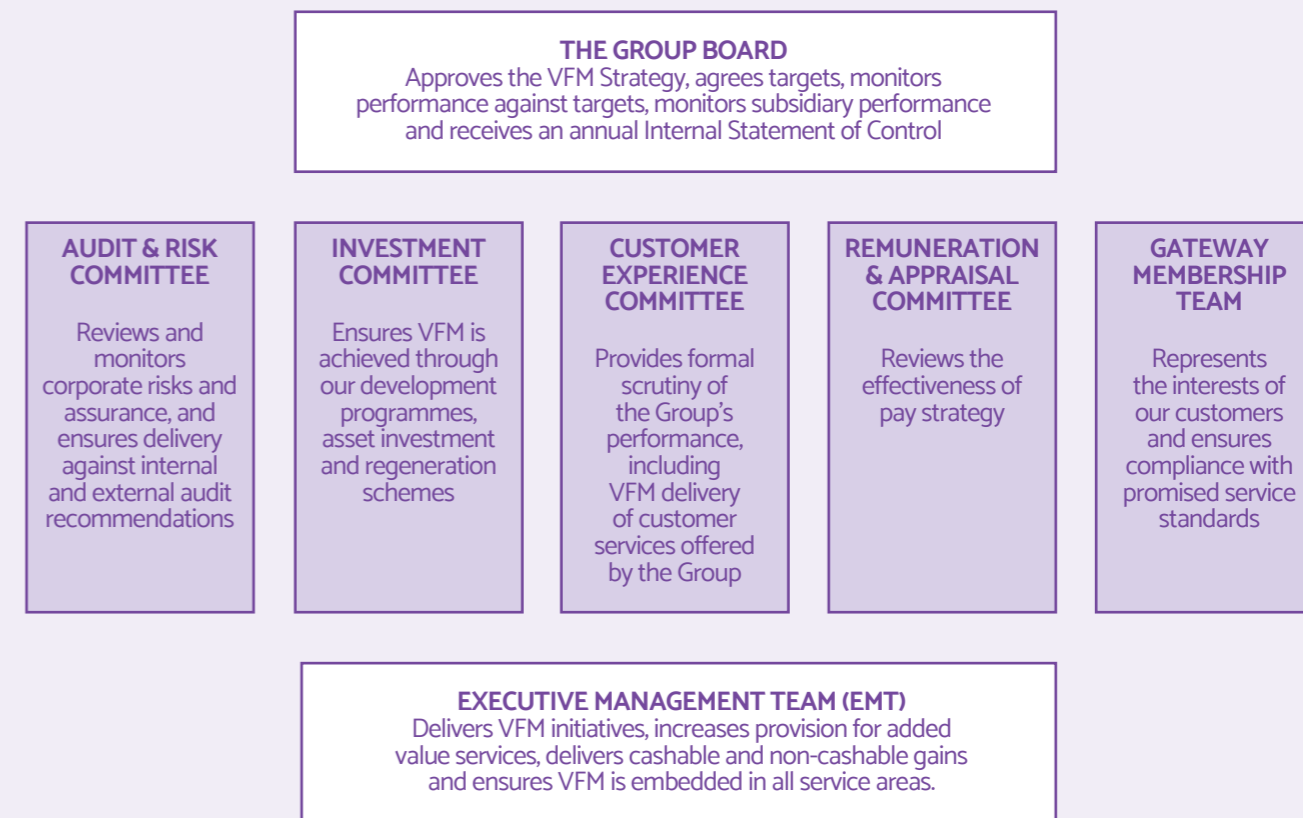 THE GROUP BOARD
Approves the VFM Strategy, agrees targets, monitors
performance against targets, monitors subsidiary performance
and receives an annual Internal Statement of Control
AUDIT & RISK
COMMITTEE
Reviews and
monitors
corporate risks and
assurance, and
ensures delivery
against internal
and external audit
recommendations
INVESTMENT
COMMITTEE
Ensures VFM is
achieved through
our development
programmes,
asset investment
and regeneration
schemes
CUSTOMER
EXPERIENCE
COMMITTEE
Provides formal
scrutiny of
the Group's
performance,
including
VFM delivery
of customer
services offered
by the Group
REMUNERATION
& APPRAISAL
COMMITTEE
Reviews the
effectiveness of
pay strategy
GATEWAY
MEMBERSHIP
TEAM
Represents
the interests of
our customers
and ensures
compliance with
promised service
standards
EXECUTIVE MANAGEMENT TEAM (EMT)
Delivers VFM initiatives, increases provision for added
value services, delivers cashable and non-cashable gains
and ensures VFM is embedded in all service areas.